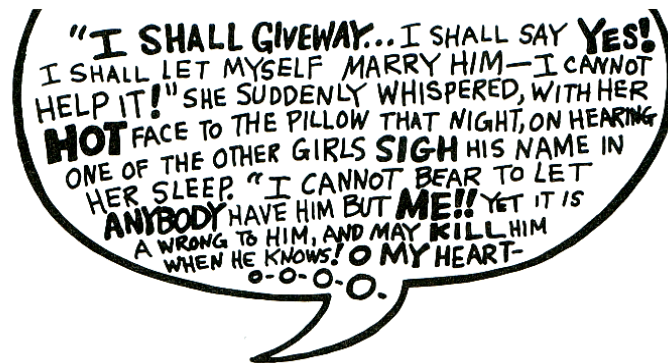 "I SHALL GIVEWAY...I SHALL SAY YES!
I SHALL LET MYSELF MARRY HIM—I CANNOT
HELP IT!" SHE SUDDENLY WHISPERED, WITH HER
HOT FACE TO THE PILLOW THAT NIGHT, ON HEARING
ONE OF THE OTHER GIRLS SIGH HIS NAME IN
HER SLEEP. "I CANNOT BEAR TO LET
ANYBODY HAVE HIM BUT ME!! YET IT IS
A WRONG TO HIM, AND MAY KILL HIM
WHEN HE KNOWS! O MY HEART-
O-O-O-O.